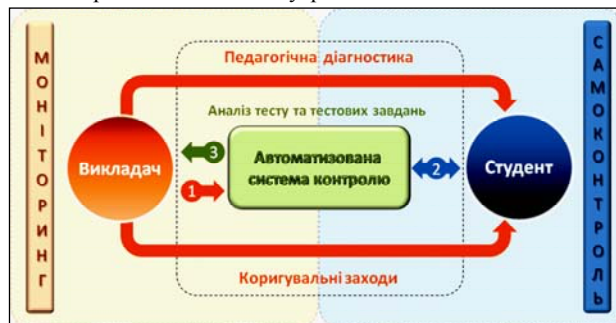 МОНІТОРИНГ
Педагогічна діагностика
Аналіз тесту та тестових завдань
Викладач
3
1
Автоматизована
система контролю
2
Студент
Коригувальні заходи
САМОКОНТРОЛЬ